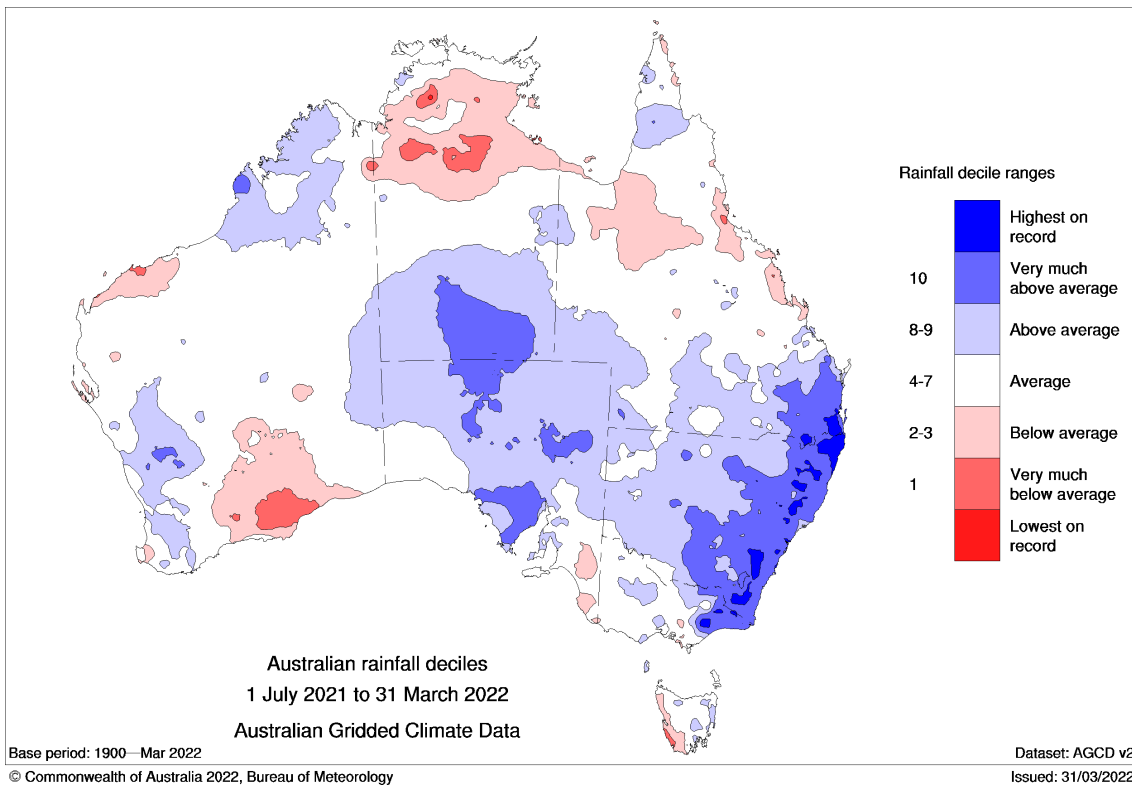 Rainfall decile ranges
Highest on
record
10
Very much
above average
8-9
Above average
4-7
Average
2-3
Below average
1
Very much
below average
Lowest on
record
Australian rainfall deciles
1 July 2021 to 31 March 2022
Australian Gridded Climate Data
Base period: 1900—Mar 2022
Dataset: AGCD v2
© Commonwealth of Australia 2022, Bureau of Meteorology
Issued: 31/03/2022